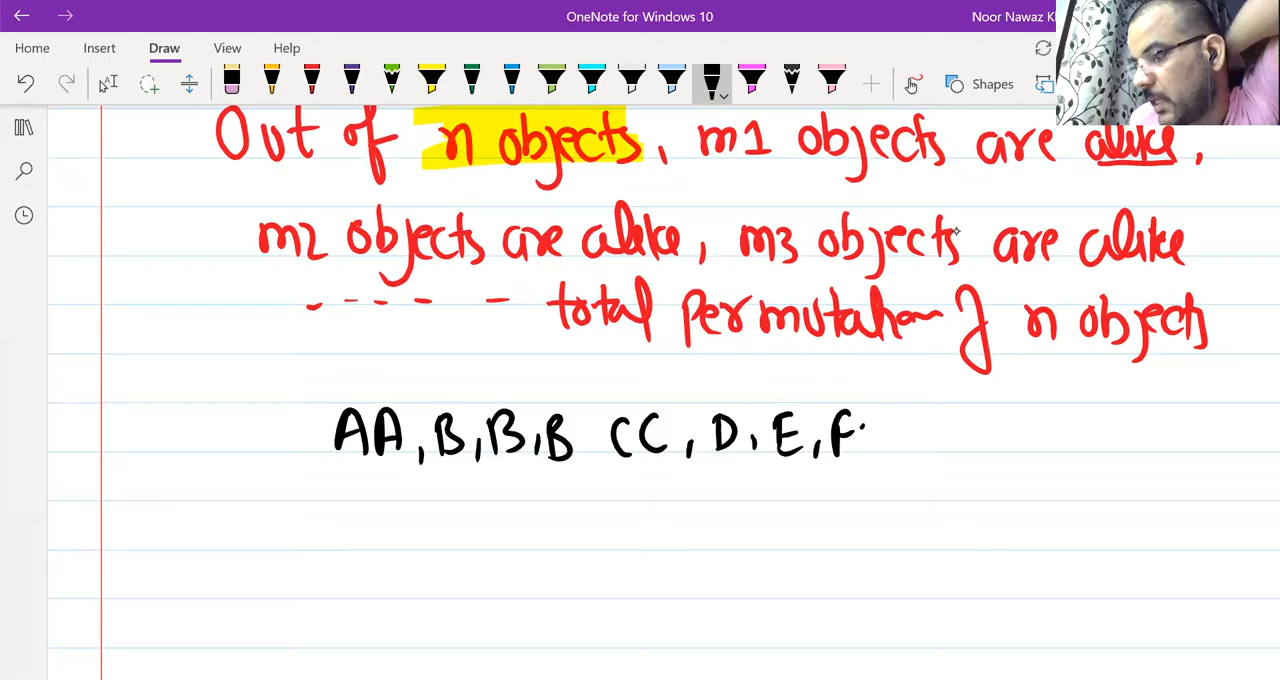 OneNote for Windows 10
Noor Nawaz
Home Insert Draw View Help
Shapes
Out of n objects, m1 objects are alike,
m2 objects are alike, m3 objects are alike
- - - - - total permutation of n objects
AA, B, B, B CC, D, E, F.